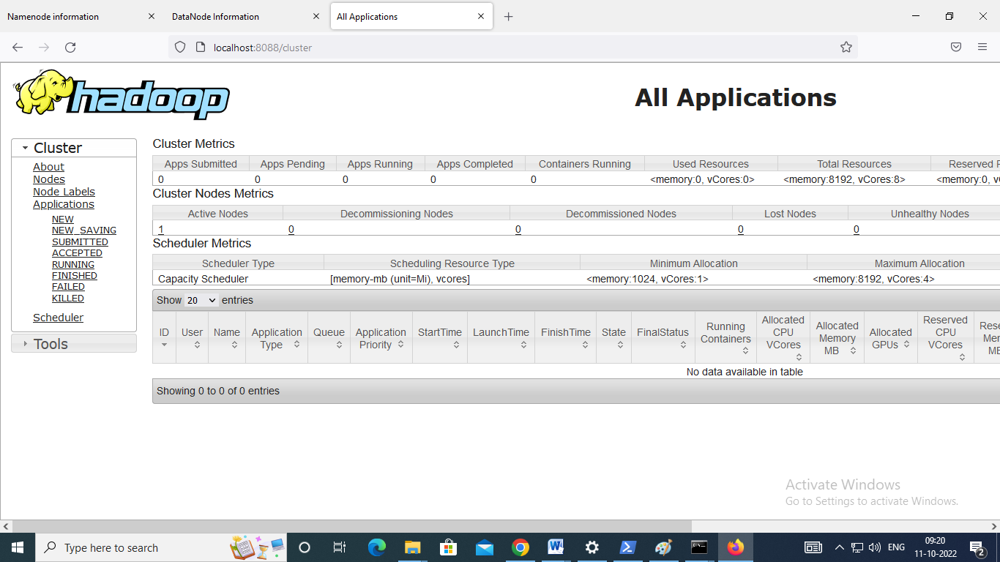 Namenode information
DataNode Information
All Applications
localhost:8088/cluster
hadoop
All Applications
Cluster
About
Nodes
Node Labels
Applications
NEW
NEW_SAVING
SUBMITTED
ACCEPTED
RUNNING
FINISHED
FAILED
KILLED
Scheduler
Tools
Cluster Metrics
Apps Submitted Apps Pending Apps Running Apps Completed Containers Running Used Resources Total Resources Reserved
0 0 0 0 0 <memory:0, vCores:0> <memory:8192, vCores:8> <memory:0,
Cluster Nodes Metrics
Active Nodes Decommissioning Nodes Decommissioned Nodes Lost Nodes Unhealthy Nodes
1 0 0 0 0
Scheduler Metrics
Scheduler Type Scheduling Resource Type Minimum Allocation Maximum Allocation
Capacity Scheduler [memory-mb (unit=Mi), vcores] <memory:1024, vCores:1> <memory:8192, vCores:4>
Show 20 entries
ID User Name Application Type Queue Application Priority StartTime LaunchTime FinishTime State FinalStatus Running Containers Allocated CPU VCores Allocated Memory MB Allocated GPUs Reserved CPU VCores
No data available in table
Showing 0 to 0 of 0 entries
Activate Windows
Go to Settings to activate Windows.
Type here to search
ENG
09:20
11-10-2022
2